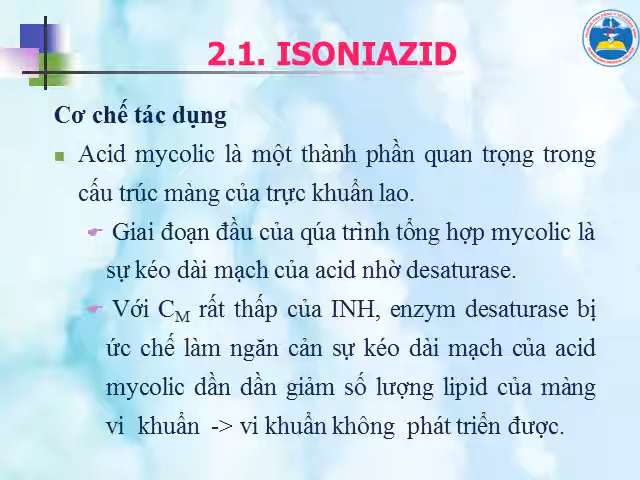 2.1. ISONIAZID
Cơ chế tác dụng
Acid mycolic là một thành phần quan trọng trong
cấu trúc màng của trực khuẩn lao.
Giai đoạn đầu của qúa trình tổng hợp mycolic là
sự kéo dài mạch của acid nhờ desaturase.
Với CM rất thấp của INH, enzym desaturase bị
ức chế làm ngăn cản sự kéo dài mạch của acid
mycolic dần dần giảm số lượng lipid của màng
vi khuẩn -> vi khuẩn không phát triển được.